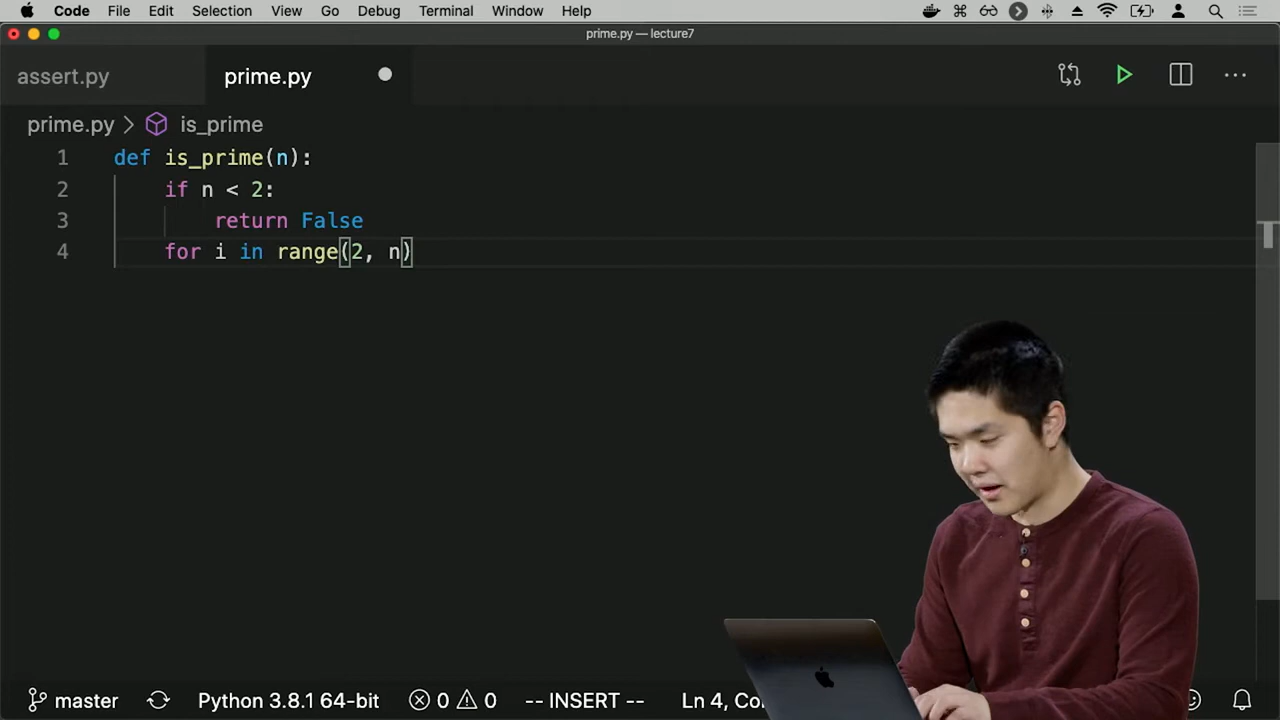 Code File Edit Selection View Go Debug Terminal Window Help
prime.py — lecture7
assert.py prime.py
prime.py > is_prime
1 def is_prime(n):
2 if n < 2:
3 return False
4 for i in range(2, n)
master Python 3.8.1 64-bit 0 0 -- INSERT -- Ln 4,